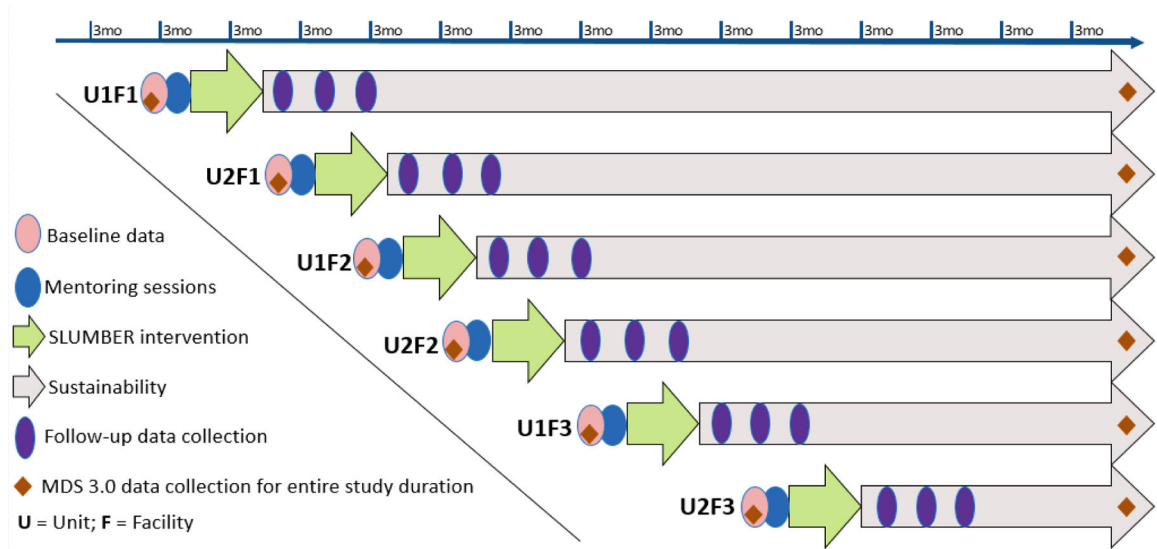 3mo 3mo 3mo 3mo 3mo 3mo 3mo 3mo 3mo 3mo 3mo 3mo 3mo 3mo 3mo
U1F1
U2F1
U1F2
U2F2
U1F3
U2F3
Baseline data
Mentoring sessions
SLUMBER intervention
Sustainability
Follow-up data collection
MDS 3.0 data collection for entire study duration
U = Unit; F = Facility